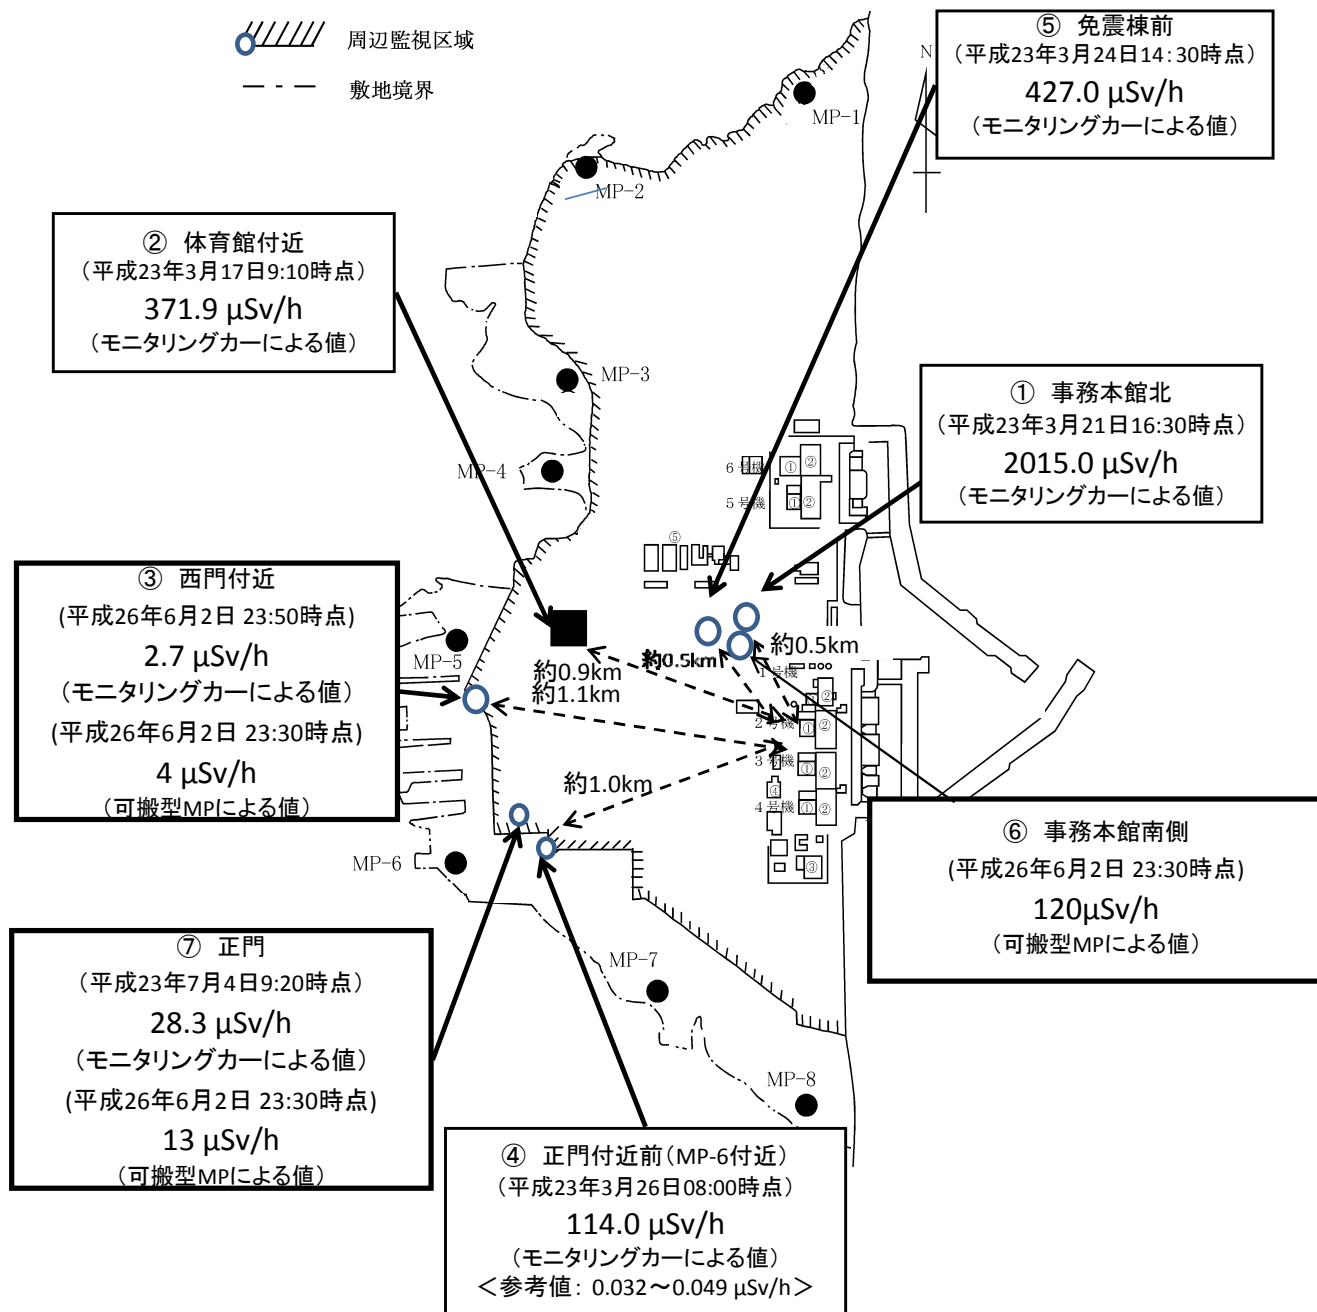 周辺監視区域
敷地境界
⑤ 免震棟前
（平成23年3月24日14:30時点）
427.0 μSv/h
（モニタリングカーによる値）
N
MP-1
MP-2
② 体育館付近
（平成23年3月17日9:10時点）
371.9 μSv/h
（モニタリングカーによる値）
MP-3
① 事務本館北
（平成23年3月21日16:30時点）
2015.0 μSv/h
（モニタリングカーによる値）
MP-4
6号機
① ②
5号機
① ②
⑤
③ 西門付近
(平成26年6月2日 23:50時点)
2.7 μSv/h
（モニタリングカーによる値）
(平成26年6月2日 23:30時点)
4 μSv/h
（可搬型MPによる値）
MP-5
約0.9km
約1.1km
約0.5km
約0.5km
1号機
②
2号機
① ②
3号機
① ②
④
4号機
① ②
③
約1.0km
MP-6
⑥ 事務本館南側
(平成26年6月2日 23:30時点)
120μSv/h
（可搬型MPによる値）
⑦ 正門
（平成23年7月4日9:20時点）
28.3 μSv/h
（モニタリングカーによる値）
(平成26年6月2日 23:30時点)
13 μSv/h
（可搬型MPによる値）
MP-7
MP-8
④ 正門付近前（MP-6付近）
（平成23年3月26日08:00時点）
114.0 μSv/h
（モニタリングカーによる値）
＜参考値: 0.032～0.049 μSv/h＞